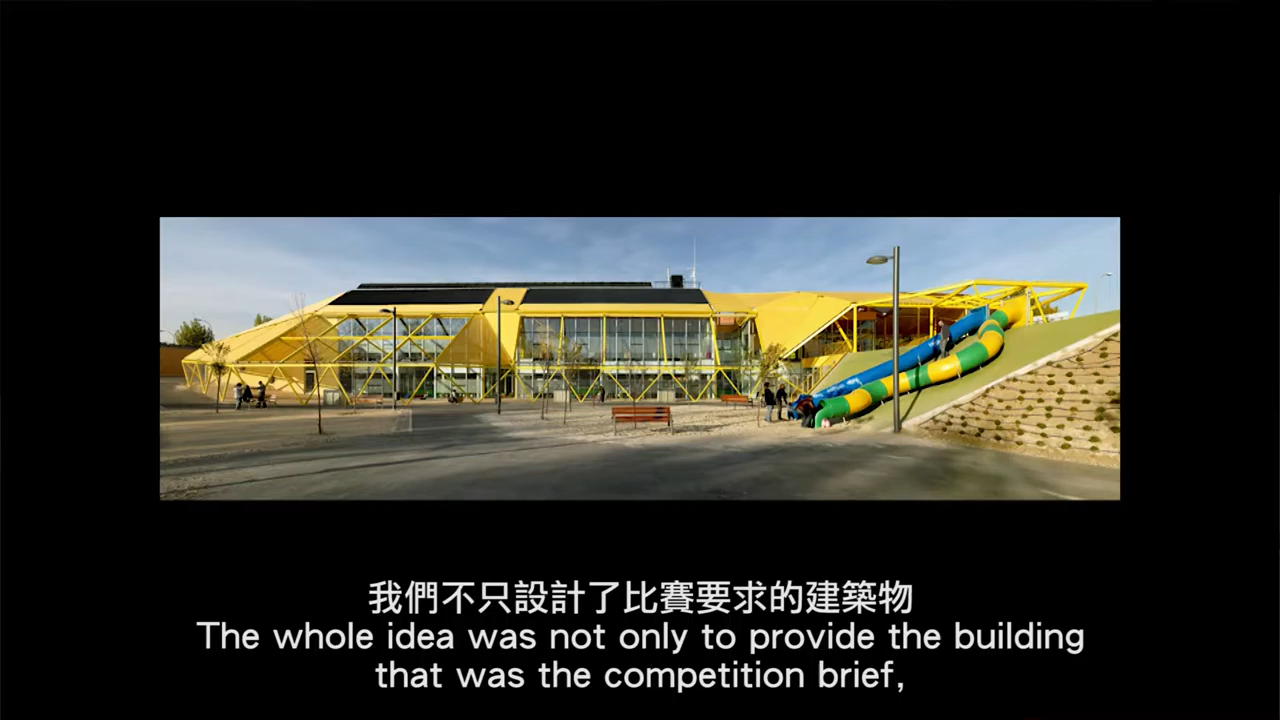 我們不只設計了比賽要求的建築物
The whole idea was not only to provide the building
that was the competition brief,